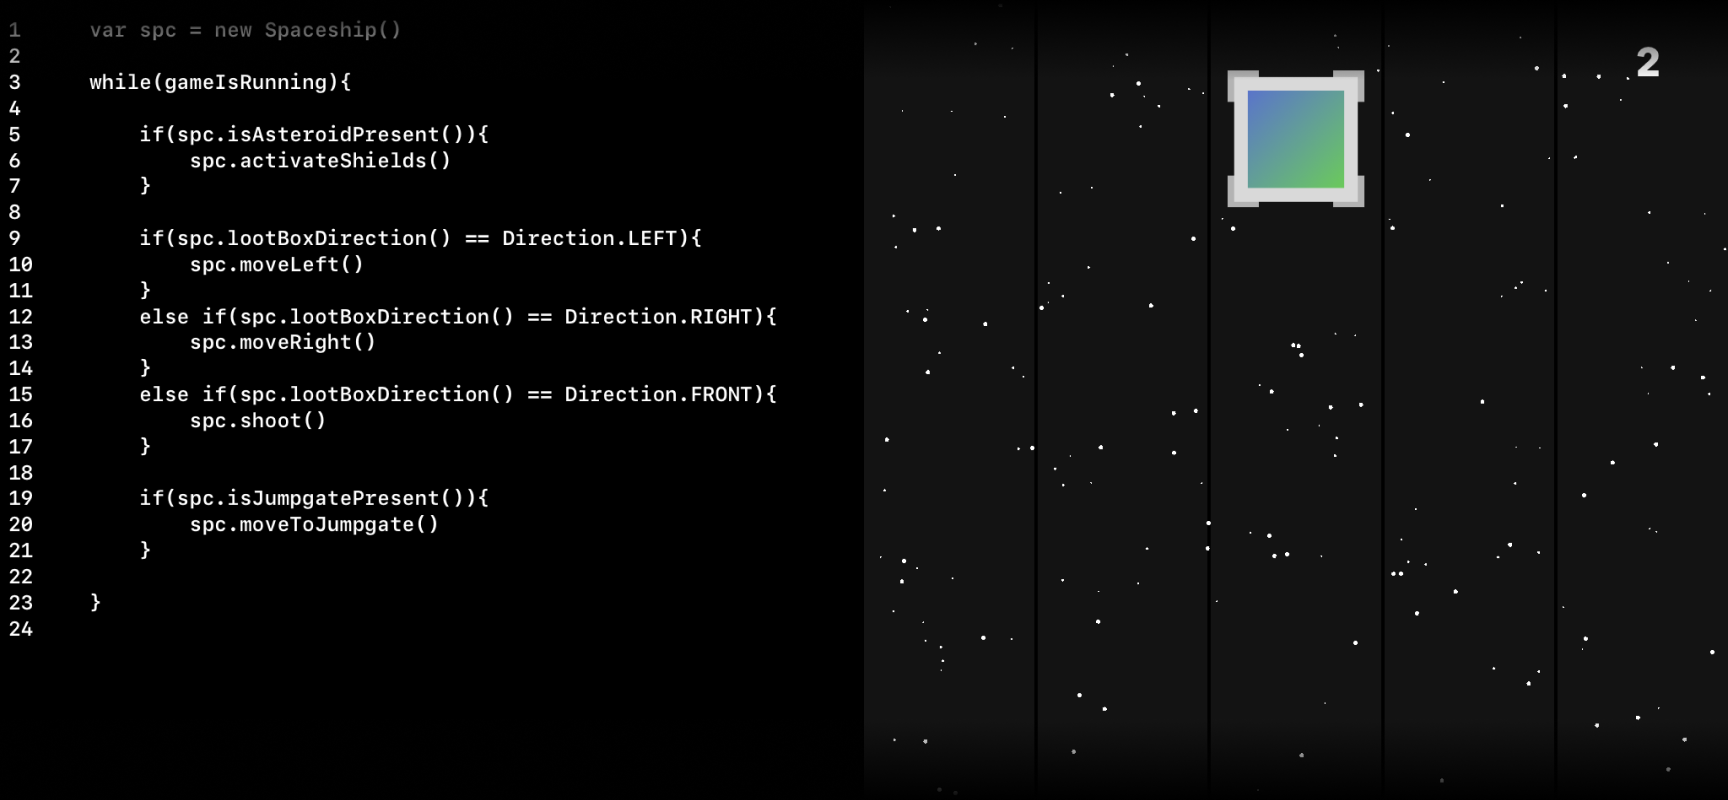 1 var spc = new Spaceship()
2
3 while(gameIsRunning){
4
5 if(spc.isAsteroidPresent()){
6 spc.activateShields()
7 }
8
9 if(spc.lootBoxDirection() == Direction.LEFT){
10 spc.moveLeft()
11 }
12 else if(spc.lootBoxDirection() == Direction.RIGHT){
13 spc.moveRight()
14 }
15 else if(spc.lootBoxDirection() == Direction.FRONT){
16 spc.shoot()
17 }
18
19 if(spc.isJumpgatePresent()){
20 spc.moveToJumpgate()
21 }
22
23 }
24
2